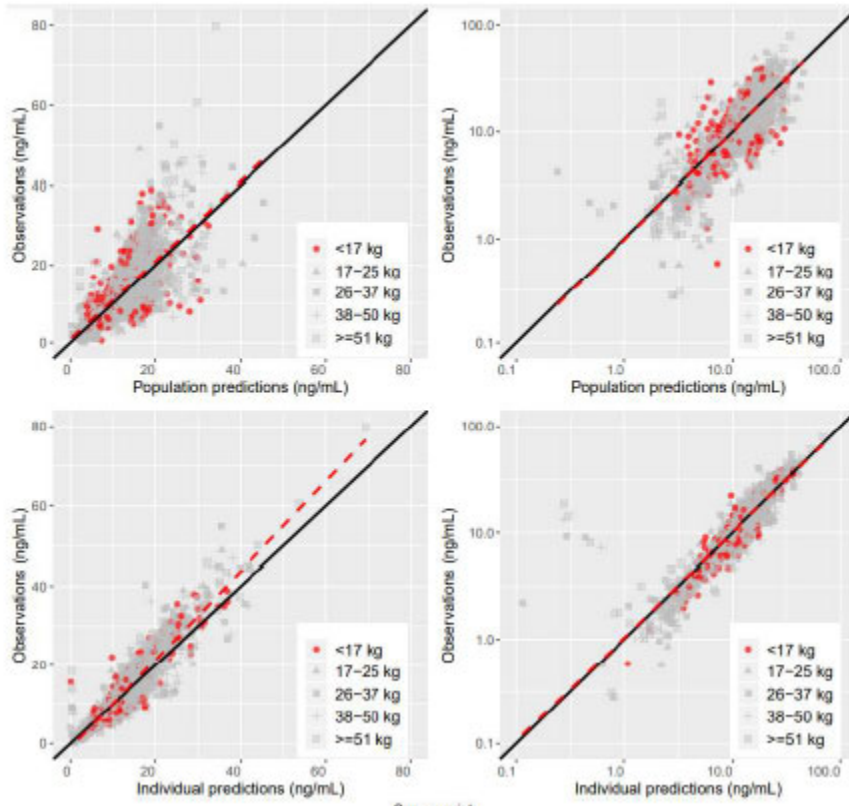 80
60
40
20
0
Observations (ng/mL)
<17 kg
17−25 kg
26−37 kg
38−50 kg
>=51 kg
0 20 40 60 80
Population predictions (ng/mL)
100.0
10.0
1.0
0.1
Observations (ng/mL)
<17 kg
17−25 kg
26−37 kg
38−50 kg
>=51 kg
0.1 1.0 10.0 100.0
Population predictions (ng/mL)
80
60
40
20
0
Observations (ng/mL)
<17 kg
17−25 kg
26−37 kg
38−50 kg
>=51 kg
0 20 40 60 80
Individual predictions (ng/mL)
100.0
10.0
1.0
0.1
Observations (ng/mL)
<17 kg
17−25 kg
26−37 kg
38−50 kg
>=51 kg
0.1 1.0 10.0 100.0
Individual predictions (ng/mL)